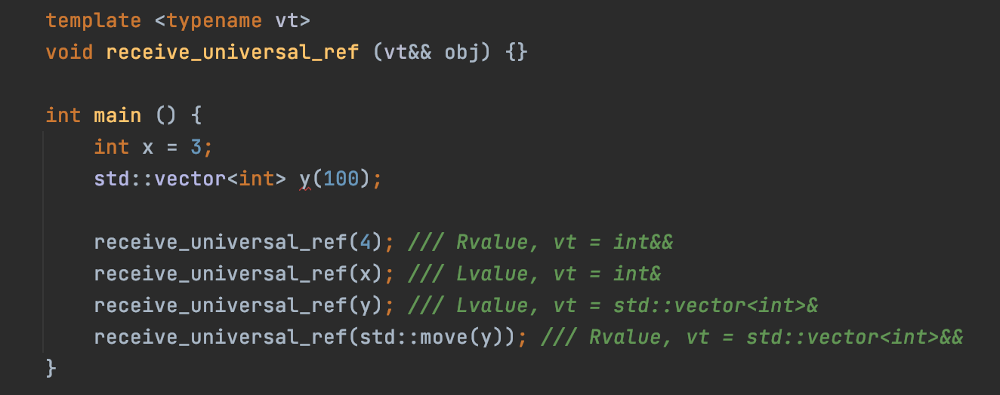 template <typename vt>
void receive_universal_ref (vt&& obj) {}

int main () {
    int x = 3;
    std::vector<int> y(100);

    receive_universal_ref(4); /// Rvalue, vt = int&&
    receive_universal_ref(x); /// Lvalue, vt = int&
    receive_universal_ref(y); /// Lvalue, vt = std::vector<int>&
    receive_universal_ref(std::move(y)); /// Rvalue, vt = std::vector<int>&&
}